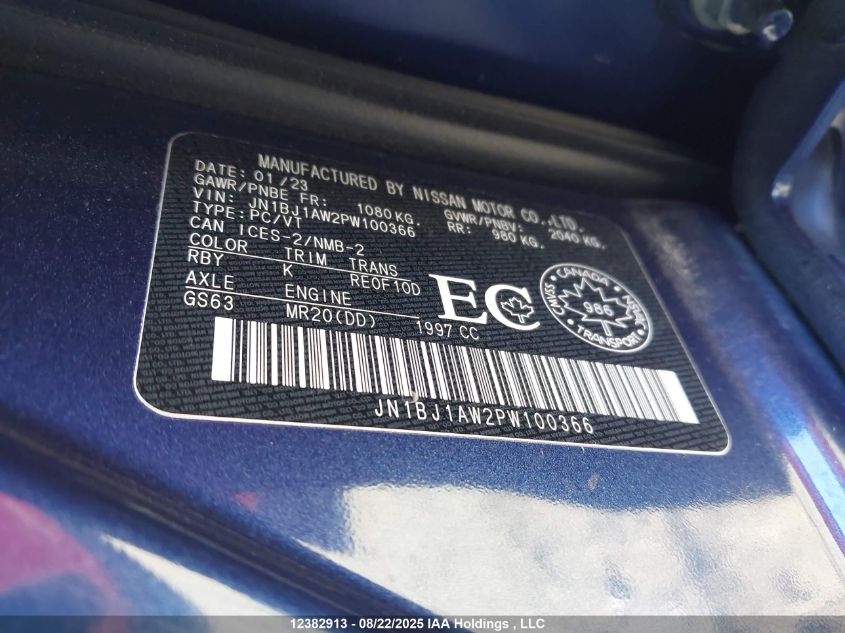 MANUFACTURED BY NISSAN MOTOR CO.,LTD.
DATE: 01/23
GAWR/PNBE FR: 1080 KG. GVWR/PNBV: 2040 KG.
VIN: JN1BJ1AW2PW100366 RR: 980 KG.
TYPE: PC/VT
CAN ICES-2/NMB-2
COLOR TRIM TRANS
RBY K RE0F10D
AXLE ENGINE
GS63 MR20(DD) 1997 CC
EC
CANADA
986
TRANSPORT
JN1BJ1AW2PW100366
12382913 - 08/22/2025 IAA Holdings , LLC